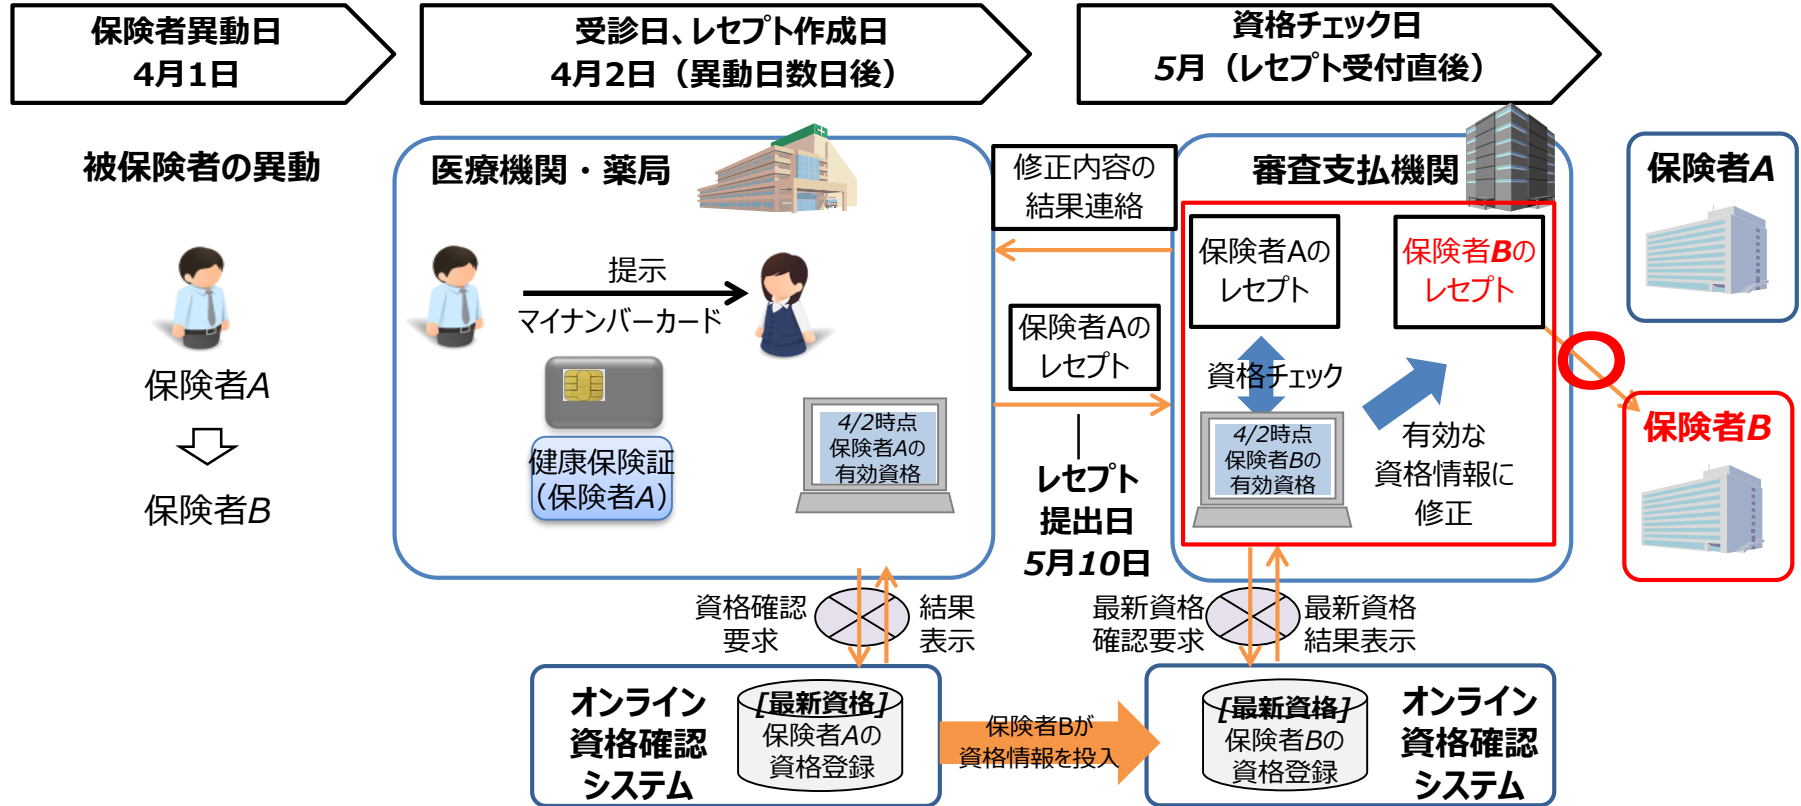 保険者異動日
4月1日
受診日、レセプト作成日
4月2日（異動日数日後）
資格チェック日
5月（レセプト受付直後）
被保険者の異動
保険者A
保険者B
医療機関・薬局
提示
マイナンバーカード
健康保険証
（保険者A）
4/2時点
保険者Aの
有効資格
修正内容の
結果連絡
保険者Aの
レセプト
レセプト
提出日
5月10日
審査支払機関
保険者Aの
レセプト
保険者Bの
レセプト
資格チェック
4/2時点
保険者Bの
有効資格
有効な
資格情報に
修正
保険者A
保険者B
資格確認
要求
結果
表示
最新資格
確認要求
最新資格
結果表示
オンライン
資格確認
システム
[最新資格]
保険者Aの
資格登録
保険者Bが
資格情報を投入
[最新資格]
保険者Bの
資格登録
オンライン
資格確認
システム